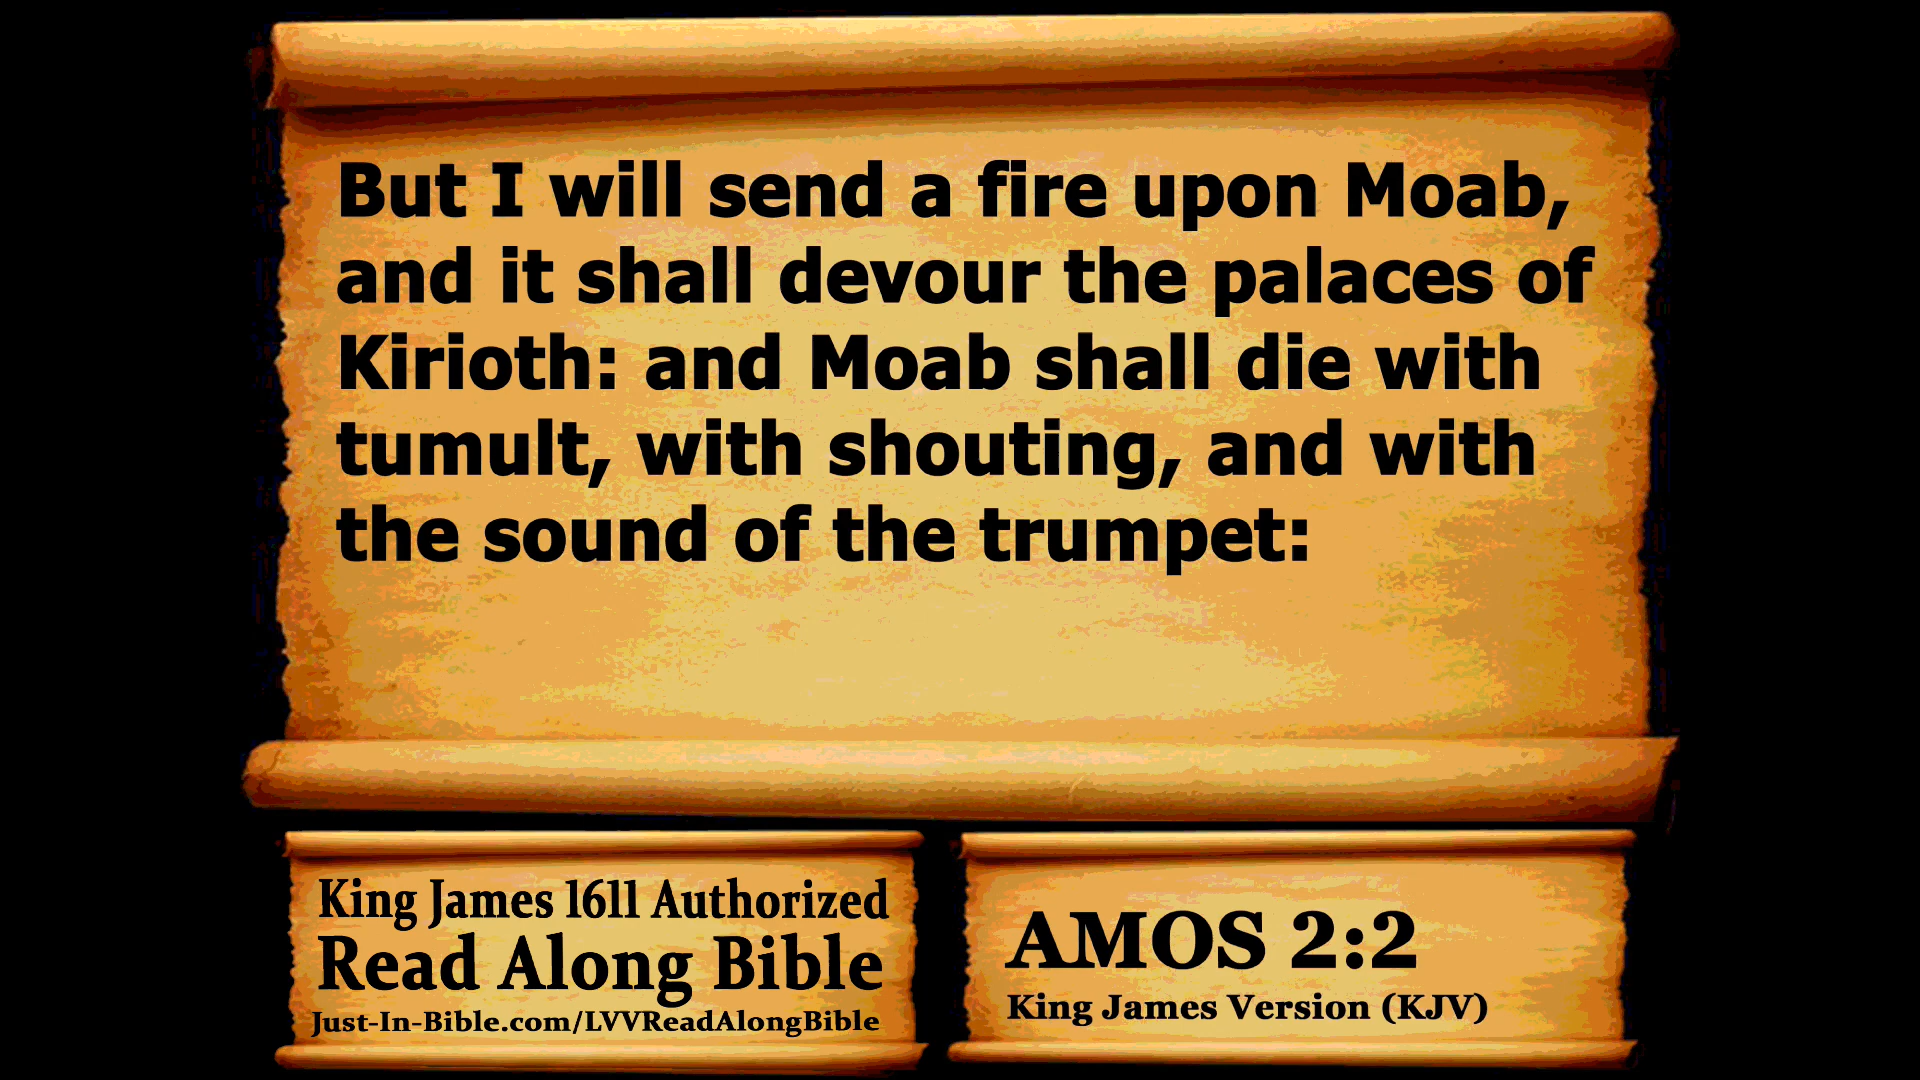 But I will send a fire upon Moab,
and it shall devour the palaces of
Kirioth: and Moab shall die with
tumult, with shouting, and with
the sound of the trumpet:
King James 1611 Authorized
Read Along Bible
Just-In-Bible.com/LVVReadAlongBible
AMOS 2:2
King James Version (KJV)